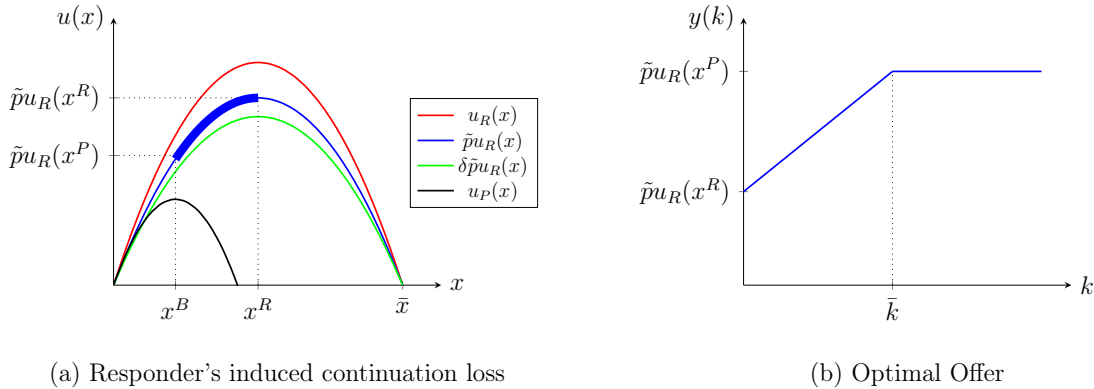 u(x)
p̃u_R(x^R)
p̃u_R(x^P)
x^B
x^R
x̄
x
u_R(x)
p̃u_R(x)
δp̃u_R(x)
u_P(x)
(a) Responder's induced continuation loss
y(k)
p̃u_R(x^P)
p̃u_R(x^R)
k̄
k
(b) Optimal Offer